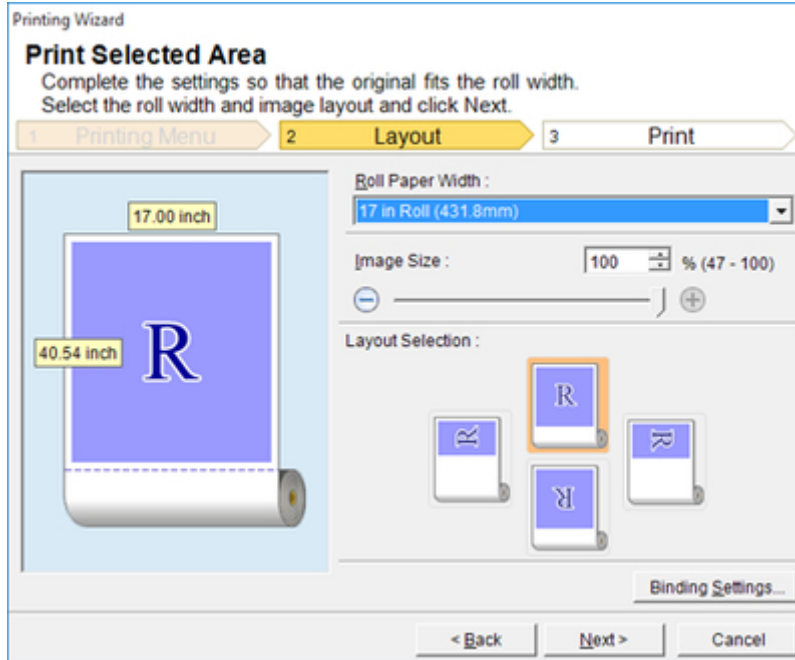 Printing Wizard
Print Selected Area
Complete the settings so that the original fits the roll width.
Select the roll width and image layout and click Next.
1 Printing Menu 2 Layout 3 Print
Roll Paper Width :
17 in Roll (431.8mm)
17.00 inch
Image Size : 100 % (47 - 100)
40.54 inch
R
Layout Selection :
R
R
R
R
Binding Settings...
< Back Next > Cancel